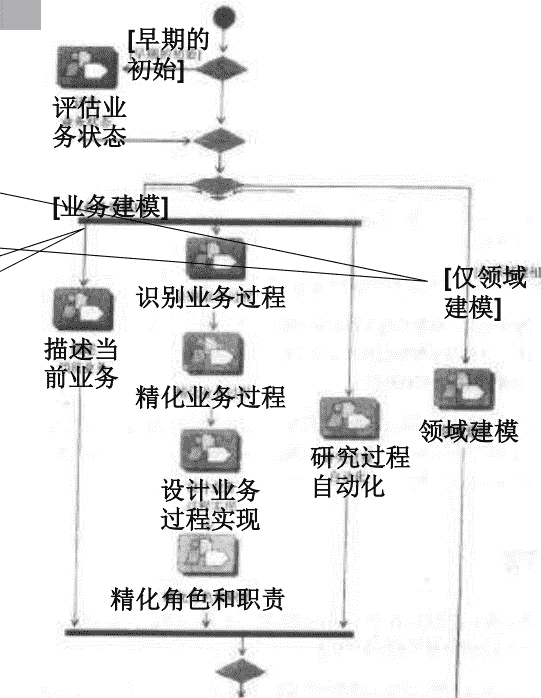 [早期的
初始]
评估业
务状态
[业务建模]
[仅领域
建模]
识别业务过程
描述当
前业务
精化业务过程
领域建模
研究过程
自动化
设计业务
过程实现
精化角色和职责